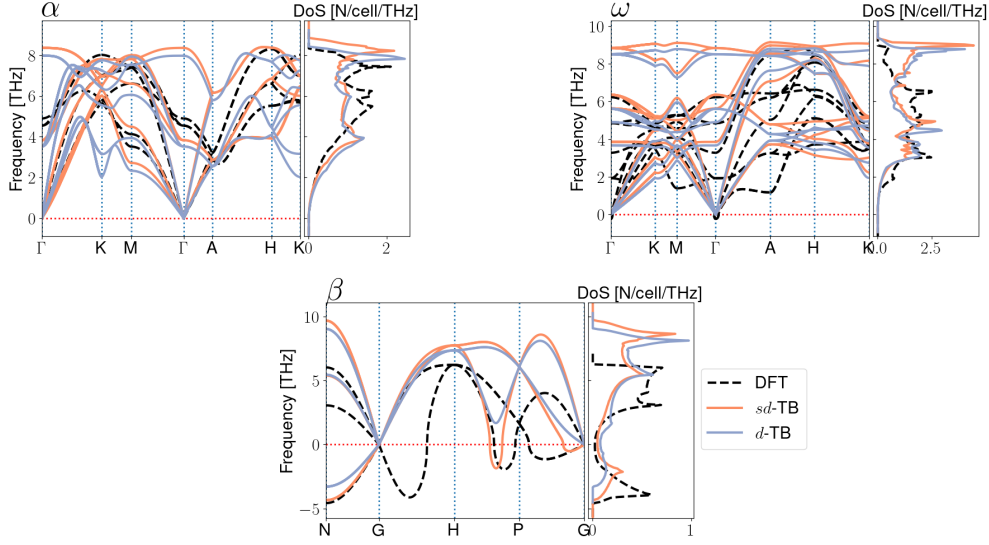 α DoS [N/cell/THz]
Frequency [THz]
8
6
4
2
0
Γ K M Γ A H K 0 2
ω DoS [N/cell/THz]
Frequency [THz]
10
8
6
4
2
0
Γ K M Γ A H K 0.0 2.5
β DoS [N/cell/THz]
Frequency [THz]
10
5
0
−5
N G H P G 0 1
DFT
sd-TB
d-TB